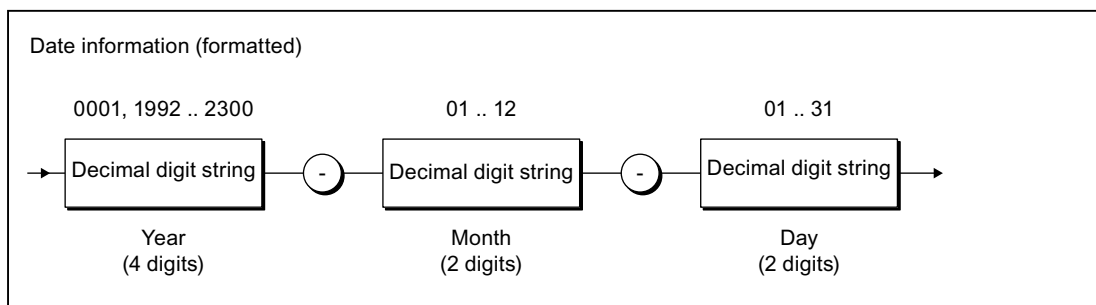 Date information (formatted)
0001, 1992 .. 2300 01 .. 12 01 .. 31
Decimal digit string - Decimal digit string - Decimal digit string
Year Month Day
(4 digits) (2 digits) (2 digits)